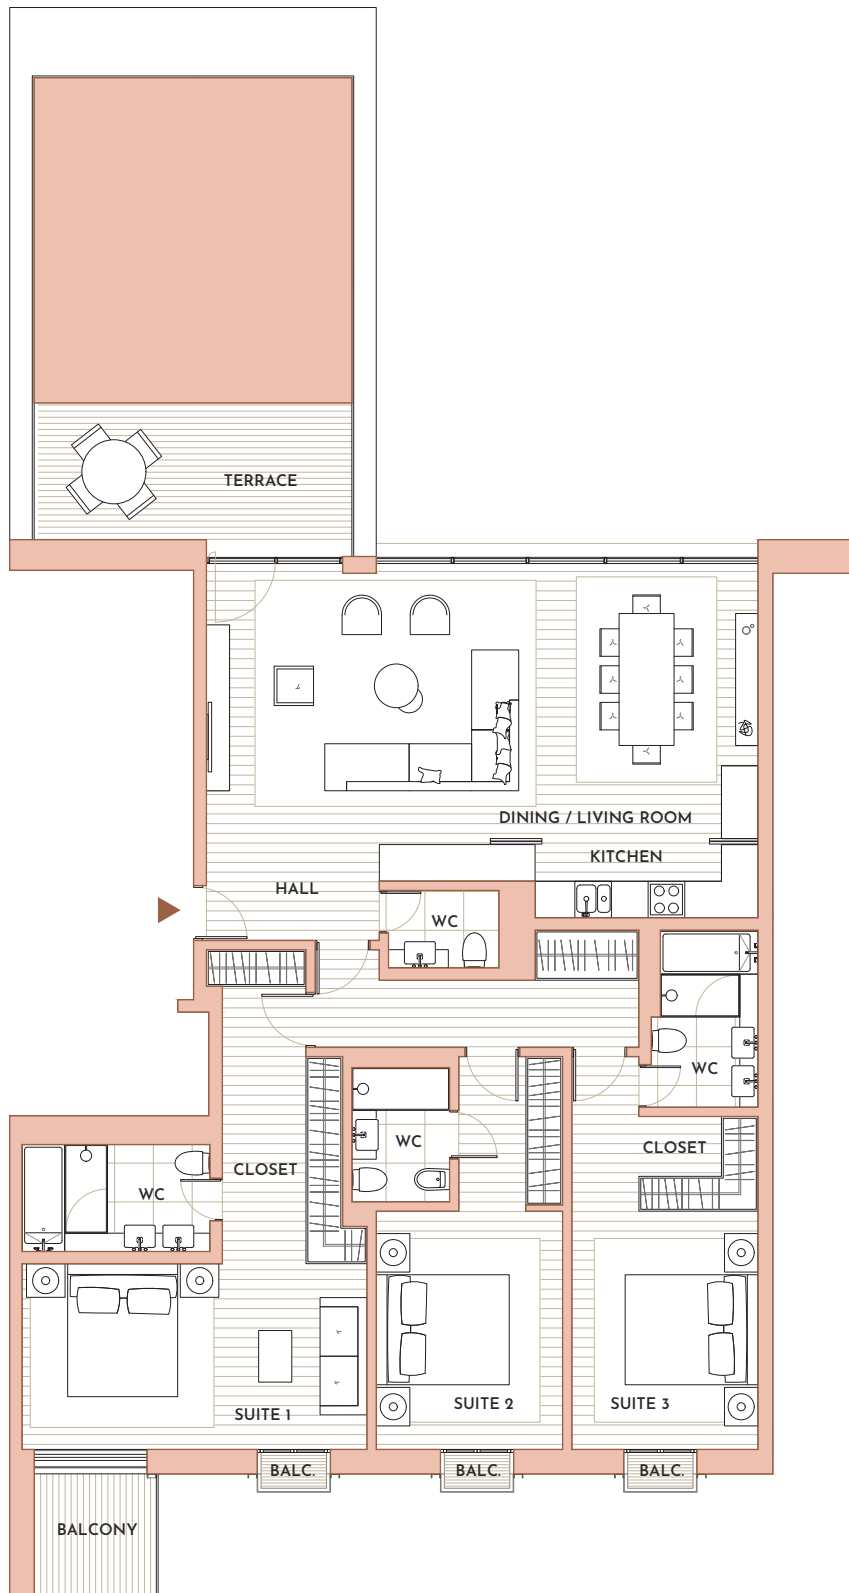 TERRACE
DINING / LIVING ROOM
KITCHEN
HALL
WC
WC
WC
CLOSET
CLOSET
WC
SUITE 1
SUITE 2
SUITE 3
BALC.
BALC.
BALC.
BALCONY